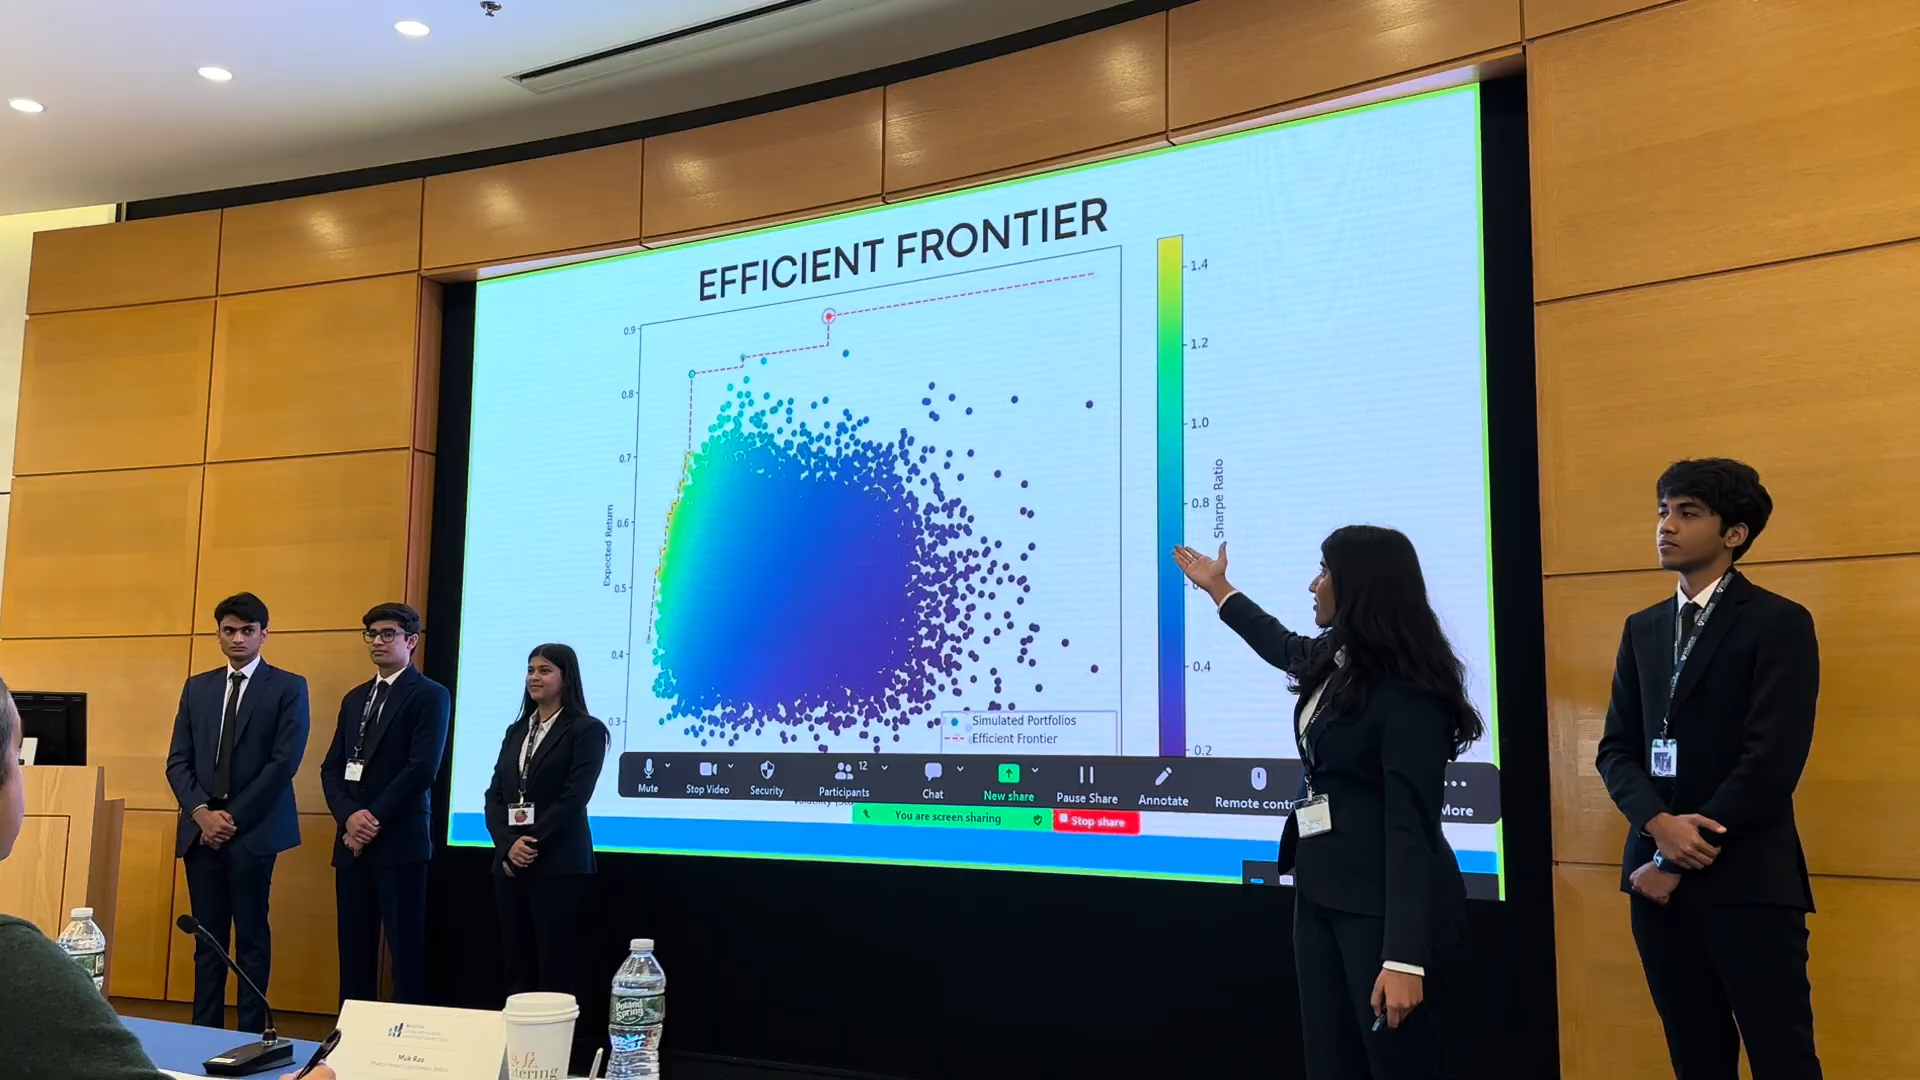 EFFICIENT FRONTIER
0.9
0.8
0.7
0.6
0.5
0.4
0.3
Expected Return
1.4
1.2
1.0
0.8
0.4
0.2
Sharpe Ratio
Simulated Portfolios
Efficient Frontier
Mute
Stop Video
Security
12
Participants
Chat
New share
Pause Share
Annotate
Remote contr
More
You are screen sharing
Stop share
Muk Rao
Poland
Spring
tering